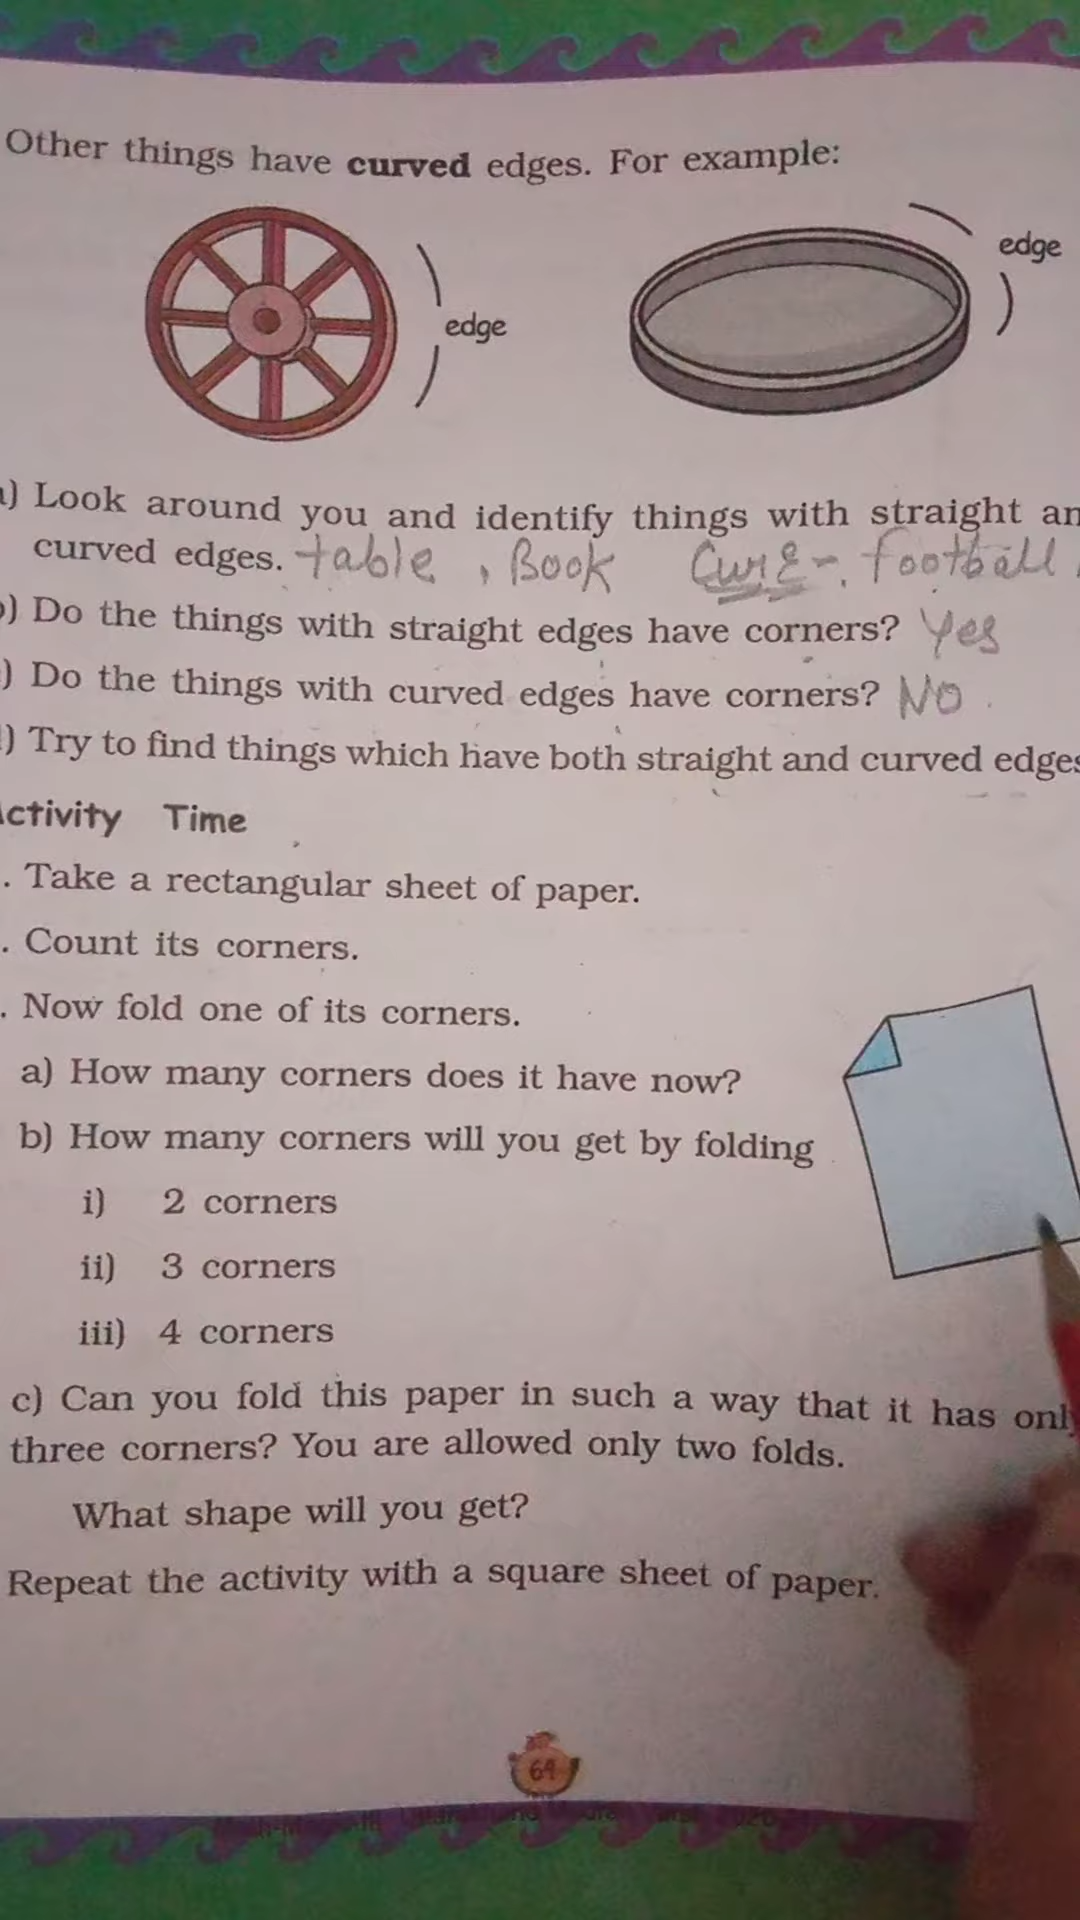 Other things have curved edges. For example:
edge
edge
) Look around you and identify things with straight an
curved edges. table, Book Curve-. football
) Do the things with straight edges have corners? Yes
) Do the things with curved edges have corners? NO.
) Try to find things which have both straight and curved edges
Activity Time
. Take a rectangular sheet of paper.
. Count its corners.
. Now fold one of its corners.
a) How many corners does it have now?
b) How many corners will you get by folding
i) 2 corners
ii) 3 corners
iii) 4 corners
c) Can you fold this paper in such a way that it has only
three corners? You are allowed only two folds.
What shape will you get?
Repeat the activity with a square sheet of paper.
64